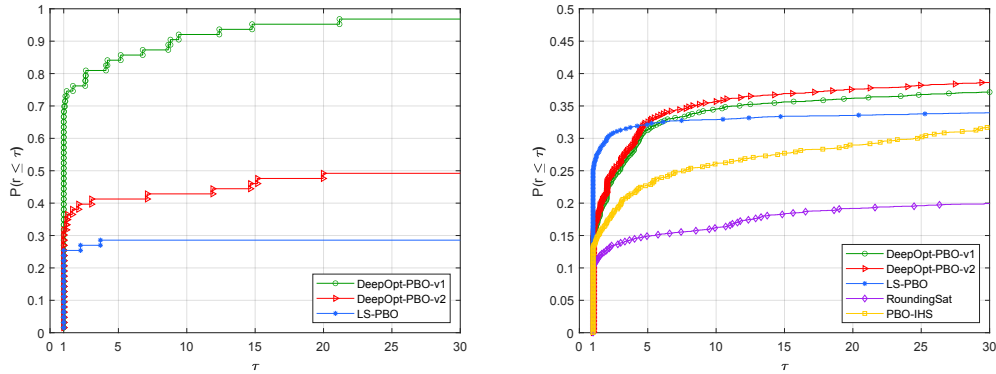 P(r ≤ τ)
1
0.9
0.8
0.7
0.6
0.5
0.4
0.3
0.2
0.1
0
0 1 5 10 15 20 25 30
τ
DeepOpt-PBO-v1
DeepOpt-PBO-v2
LS-PBO
P(r ≤ τ)
0.5
0.45
0.4
0.35
0.3
0.25
0.2
0.15
0.1
0.05
0
0 1 5 10 15 20 25 30
τ
DeepOpt-PBO-v1
DeepOpt-PBO-v2
LS-PBO
RoundingSat
PBO-IHS